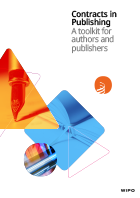 Contracts in
Publishing
A toolkit for
authors and
publishers
WIPO